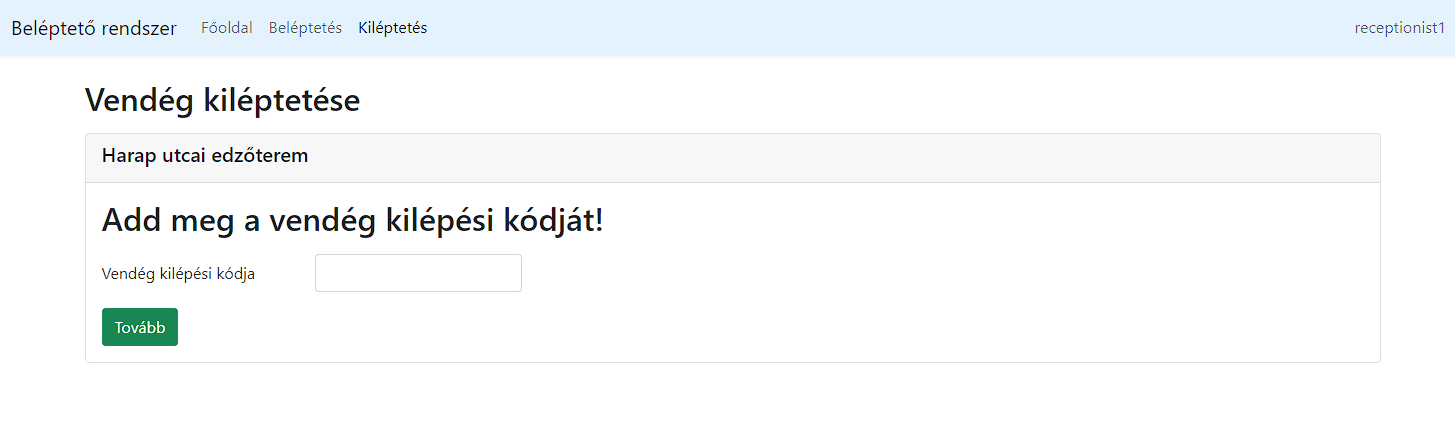 Beléptető rendszer Főoldal Beléptetés Kiléptetés receptionist1
Vendég kiléptetése
Harap utcai edzőterem
Add meg a vendég kilépési kódját!
Vendég kilépési kódja
Tovább